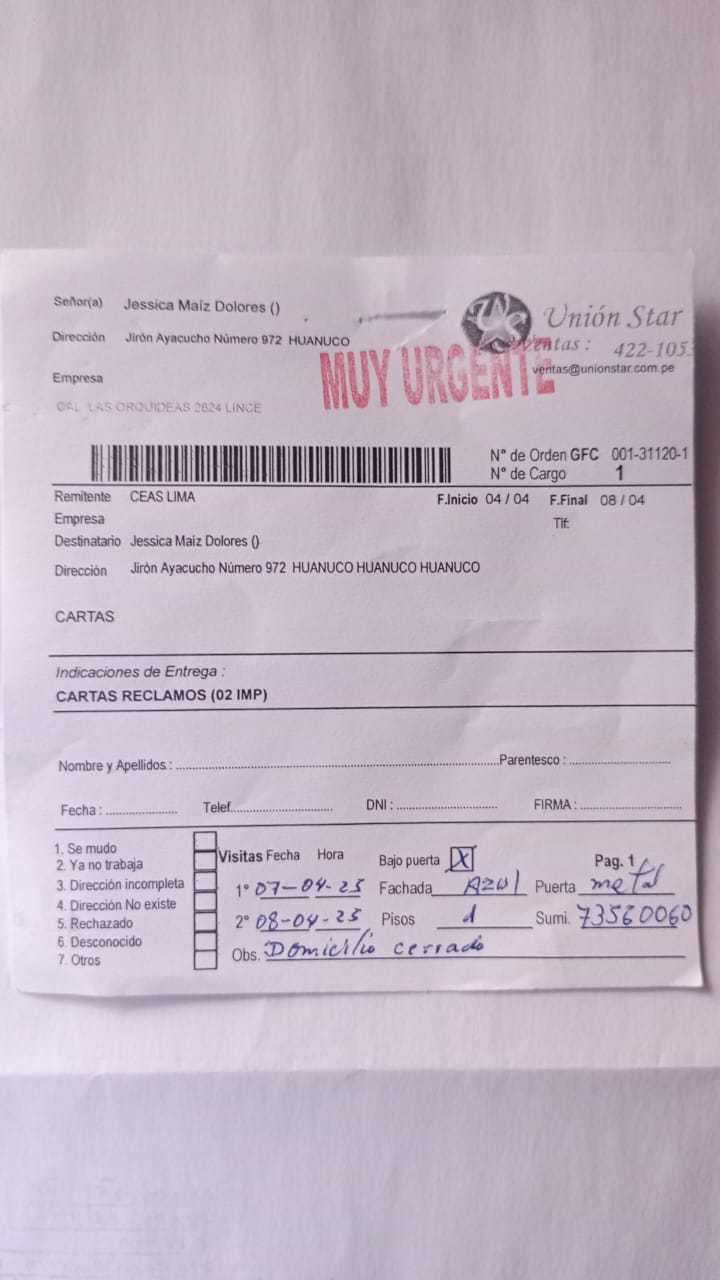 Señor(a) Jessica Maiz Dolores ()
Dirección Jirón Ayacucho Número 972 HUANUCO
Empresa
CAL LAS ORQUIDEAS 2624 LINCE
US
Unión Star
Ventas : 422-105
ventas@unionstar.com.pe
MUY URGENTE
N° de Orden GFC 001-31120-1
N° de Cargo 1
Remitente CEAS LIMA
F.Inicio 04 / 04 F.Final 08 / 04
Empresa
Tlf:
Destinatario Jessica Maiz Dolores ()
Dirección Jirón Ayacucho Número 972 HUANUCO HUANUCO HUANUCO
CARTAS
Indicaciones de Entrega :
CARTAS RECLAMOS (02 IMP)
Nombre y Apellidos : Parentesco :
Fecha : Telef. DNI : FIRMA :
1. Se mudo
2. Ya no trabaja
3. Dirección incompleta
4. Dirección No existe
5. Rechazado
6. Desconocido
7. Otros
Visitas Fecha Hora Bajo puerta X Pag. 1
1° 07-04-25 Fachada Azul Puerta metal
2° 08-04-25 Pisos 1 Sumi. 73560060
Obs. Domicilio cerrado